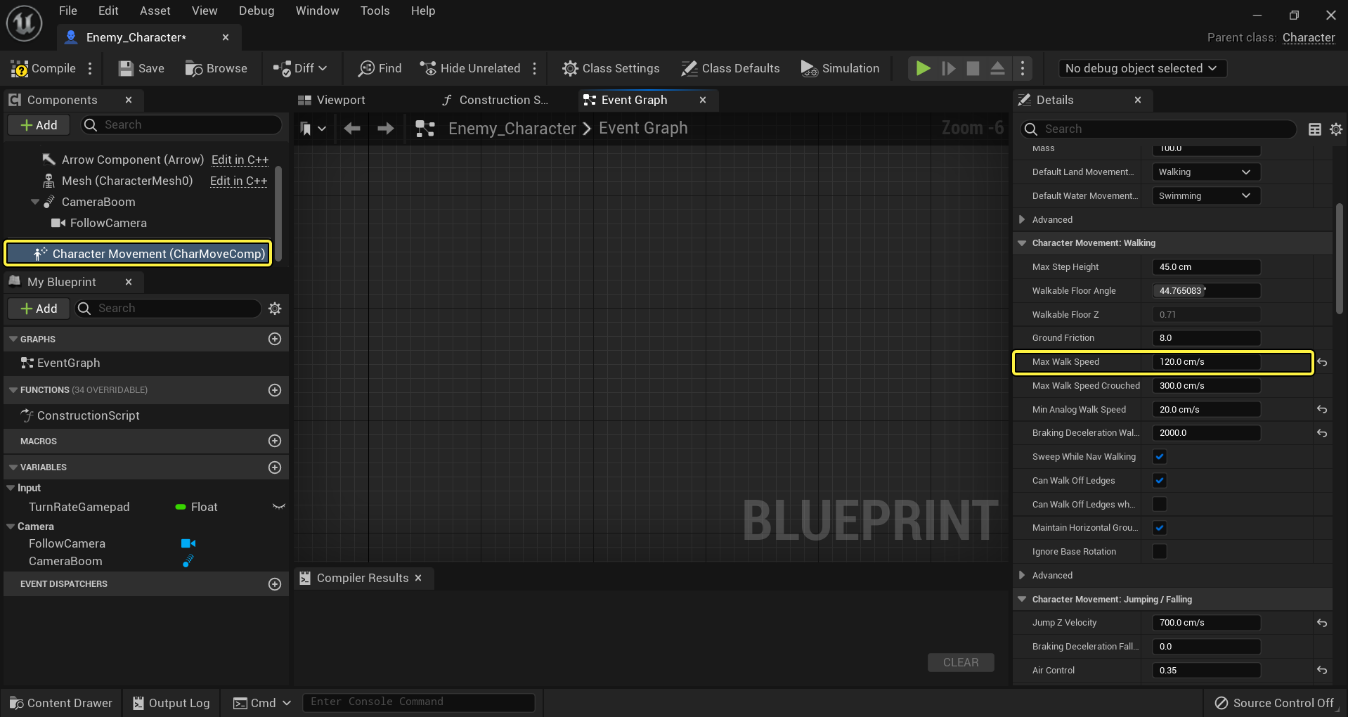 File Edit Asset View Debug Window Tools Help
Enemy_Character*
Parent class: Character
Compile Save Browse Diff Find Hide Unrelated Class Settings Class Defaults Simulation No debug object selected
Components
Add Search
Arrow Component (Arrow) Edit in C++
Mesh (CharacterMesh0) Edit in C++
CameraBoom
FollowCamera
Character Movement (CharMoveComp)
My Blueprint
Add Search
GRAPHS
EventGraph
FUNCTIONS (34 OVERRIDABLE)
ConstructionScript
MACROS
VARIABLES
Input
TurnRateGamepad Float
Camera
FollowCamera
CameraBoom
EVENT DISPATCHERS
Viewport Construction S... Event Graph
Enemy_Character > Event Graph Zoom -6
BLUEPRINT
Compiler Results
CLEAR
Details
Search
Mass 100.0
Default Land Movement... Walking
Default Water Movemen... Swimming
Advanced
Character Movement: Walking
Max Step Height 45.0 cm
Walkable Floor Angle 44.765083 °
Walkable Floor Z 0.71
Ground Friction 8.0
Max Walk Speed 120.0 cm/s
Max Walk Speed Crouched 300.0 cm/s
Min Analog Walk Speed 20.0 cm/s
Braking Deceleration Wal... 2000.0
Sweep While Nav Walking
Can Walk Off Ledges
Can Walk Off Ledges wh...
Maintain Horizontal Grou...
Ignore Base Rotation
Advanced
Character Movement: Jumping / Falling
Jump Z Velocity 700.0 cm/s
Braking Deceleration Fall... 0.0
Air Control 0.35
Content Drawer Output Log Cmd Enter Console Command Source Control Off